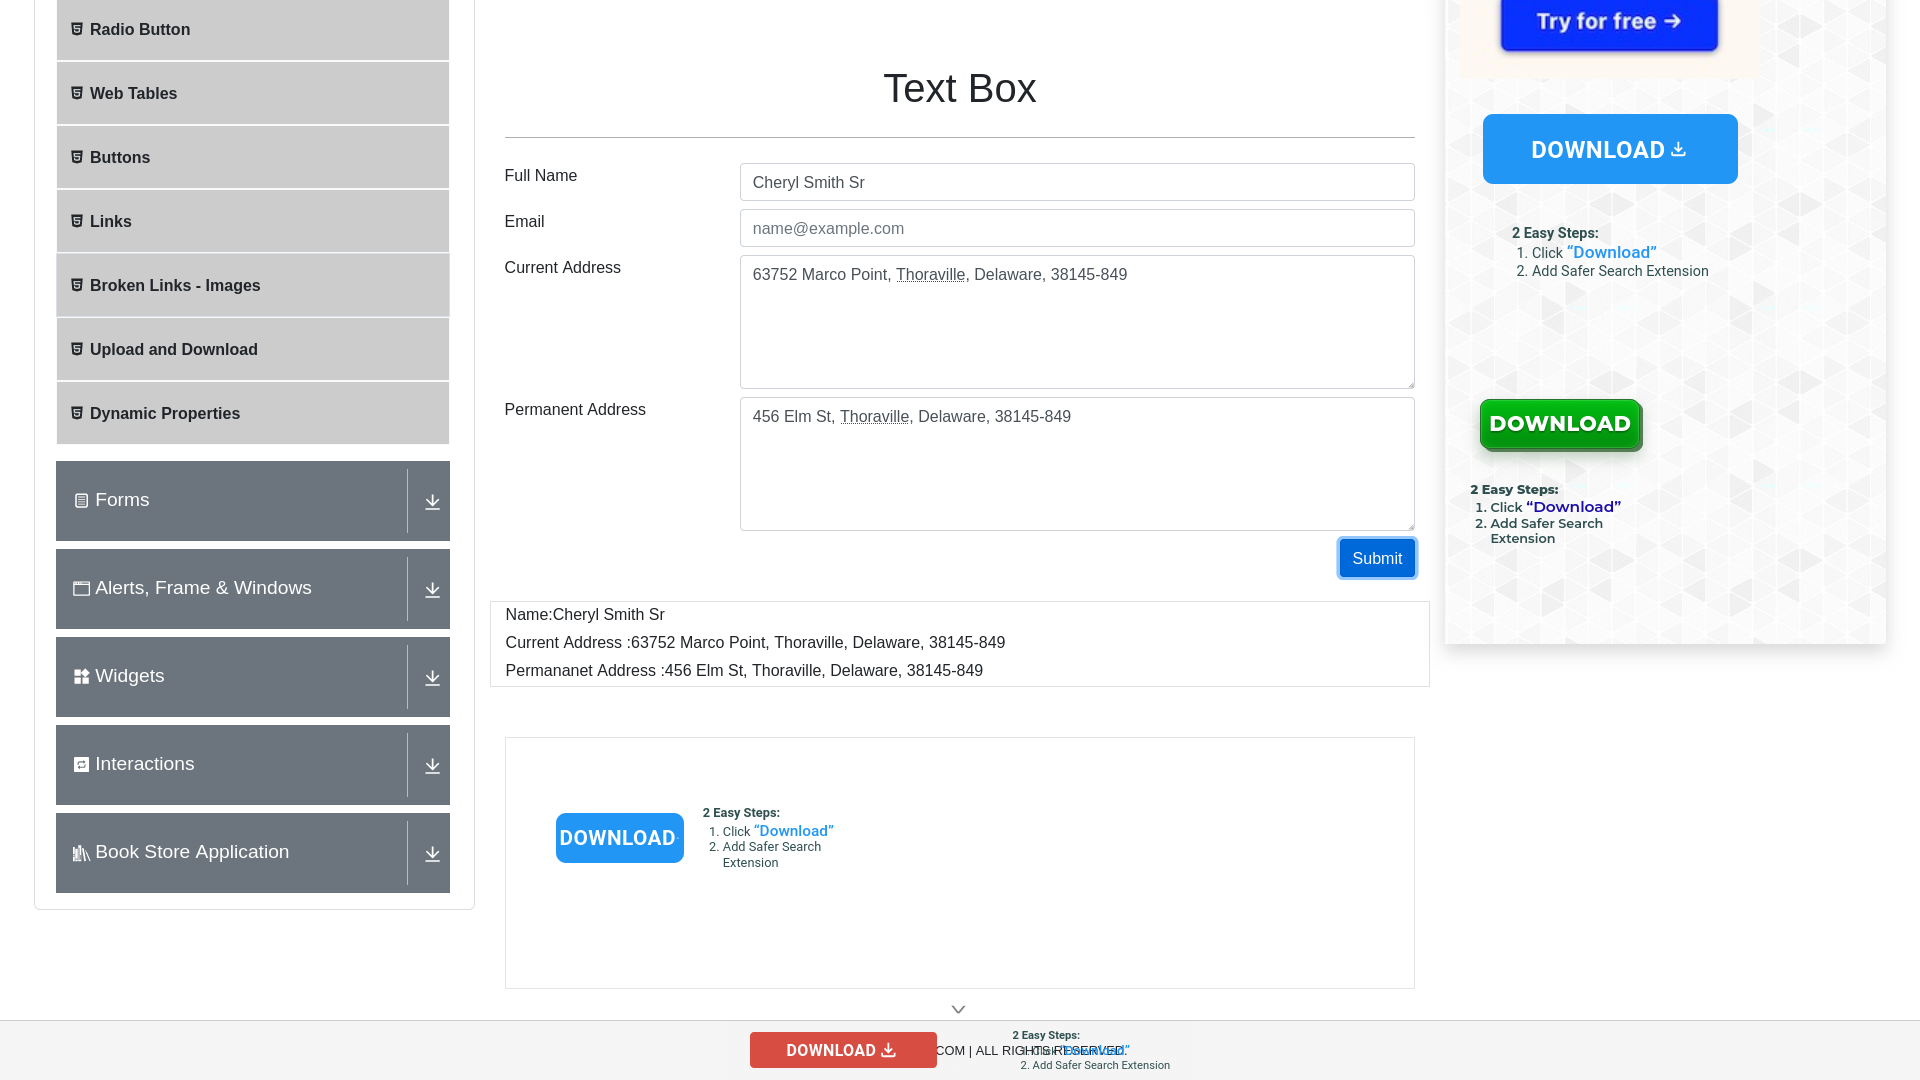 Radio Button
Web Tables
Buttons
Links
Broken Links - Images
Upload and Download
Dynamic Properties
Forms
Alerts, Frame & Windows
Widgets
Interactions
Book Store Application
Text Box
Full Name
Cheryl Smith Sr
Email
name@example.com
Current Address
63752 Marco Point, Thoraville, Delaware, 38145-849
Permanent Address
456 Elm St, Thoraville, Delaware, 38145-849
Submit
Name:Cheryl Smith Sr
Current Address :63752 Marco Point, Thoraville, Delaware, 38145-849
Permananet Address :456 Elm St, Thoraville, Delaware, 38145-849
DOWNLOAD
2 Easy Steps:
1. Click “Download”
2. Add Safer Search
Extension
Try for free →
DOWNLOAD
2 Easy Steps:
1. Click “Download”
2. Add Safer Search Extension
DOWNLOAD
2 Easy Steps:
1. Click “Download”
2. Add Safer Search
Extension
DOWNLOAD
COM | ALL RIGHTS RESERVED.
2 Easy Steps:
1. Click “Download”
2. Add Safer Search Extension